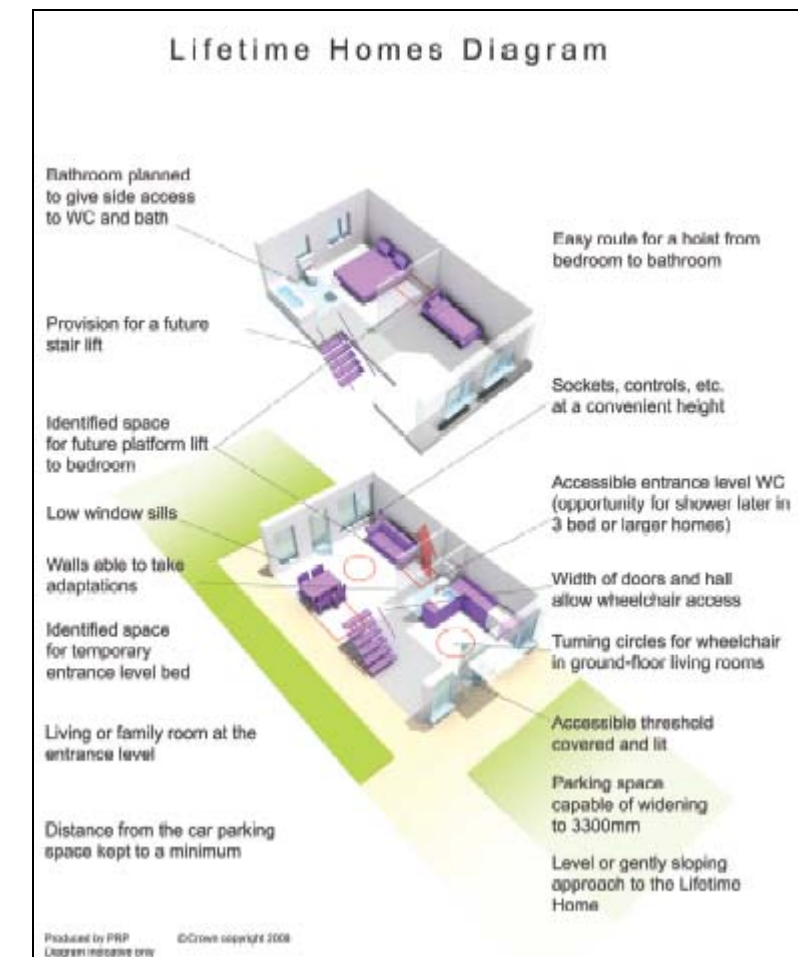 Lifetime Homes Diagram
Bathroom planned
to give side access
to WC and bath
Provision for a future
stair lift
Identified space
for future platform lift
to bedroom
Low window sills
Walls able to take
adaptations
Identified space
for temporary
entrance level bed
Living or family room at the
entrance level
Distance from the car parking
space kept to a minimum
Easy route for a hoist from
bedroom to bathroom
Sockets, controls, etc.
at a convenient height
Accessible entrance level WC
(opportunity for shower later in
3 bed or larger homes)
Width of doors and hall
allow wheelchair access
Turning circles for wheelchair
in ground-floor living rooms
Accessible threshold
covered and lit
Parking space
capable of widening
to 3300mm
Level or gently sloping
approach to the Lifetime
Home
Produced by PRP ©Crown copyright 2008
Diagram indicative only